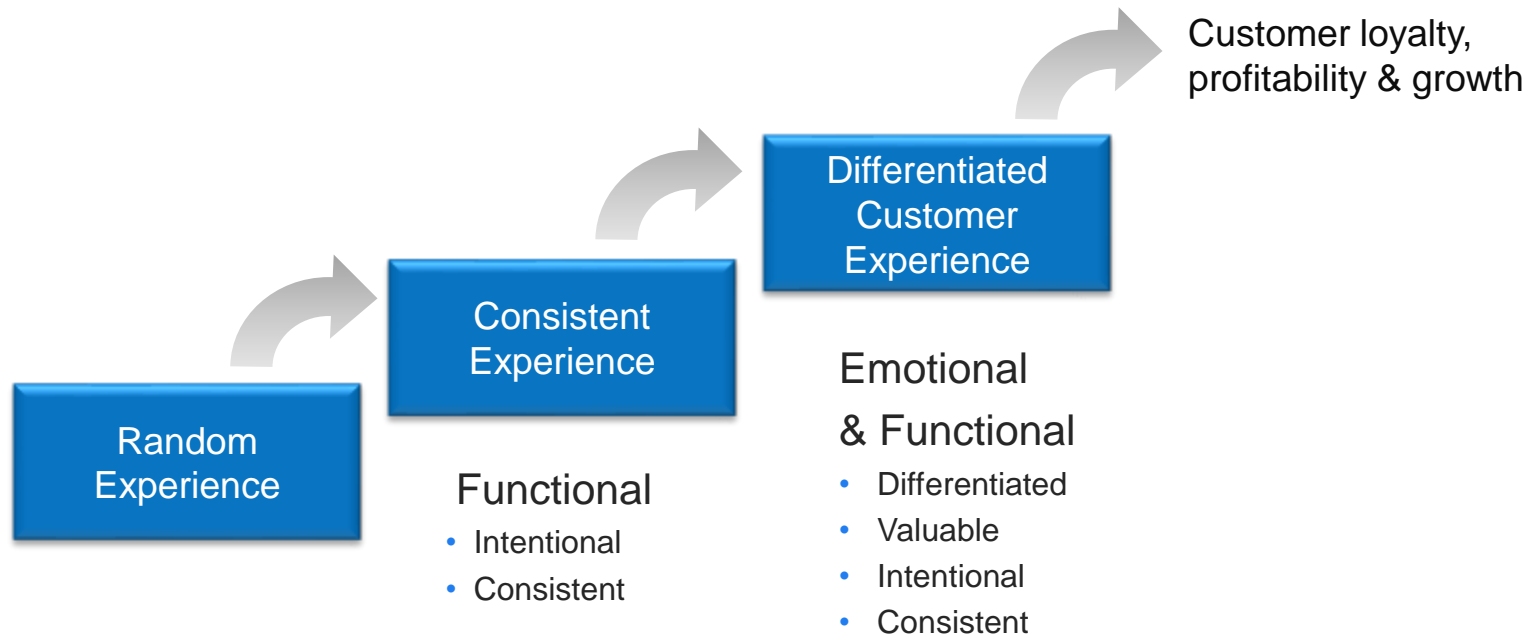 Customer loyalty,
profitability & growth
Differentiated
Customer
Experience
Consistent
Experience
Random
Experience
Functional
• Intentional
• Consistent
Emotional
& Functional
• Differentiated
• Valuable
• Intentional
• Consistent